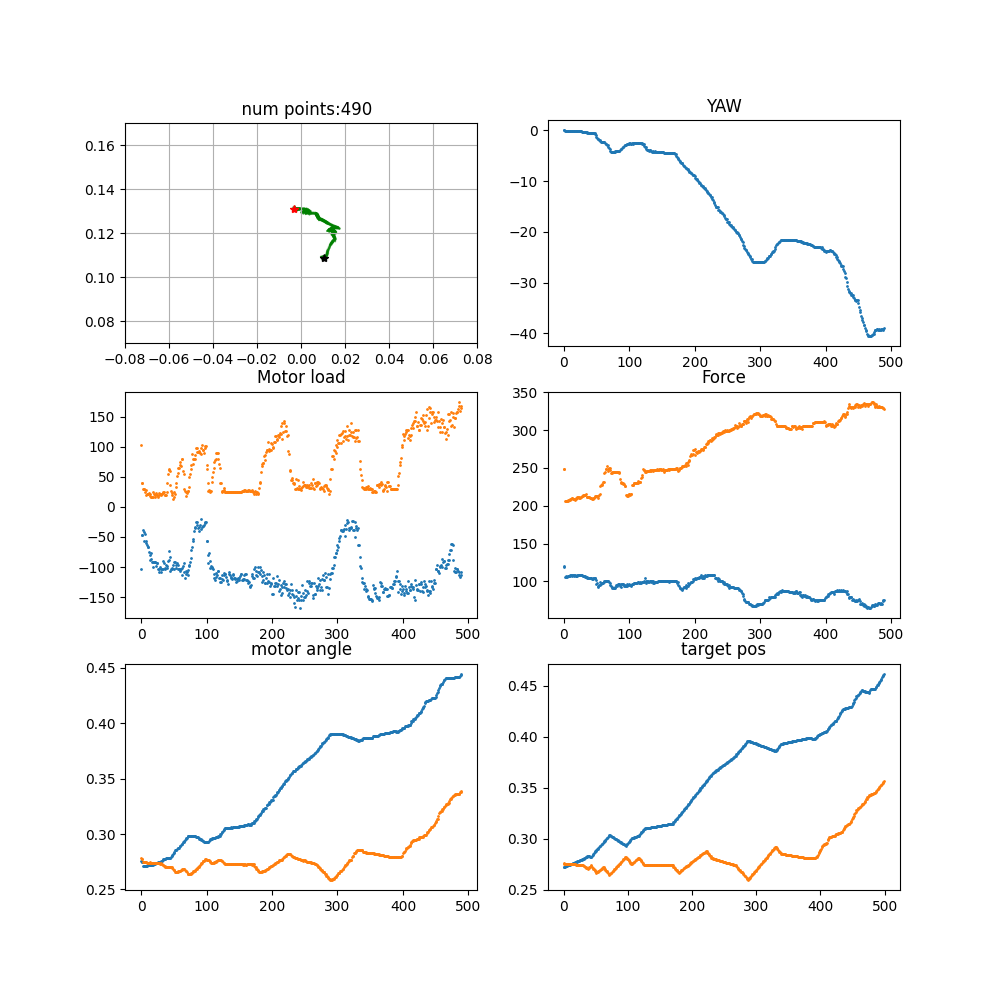 num points:490
0.16
0.14
0.12
0.10
0.08
−0.08 −0.06 −0.04 −0.02 0.00 0.02 0.04 0.06 0.08
YAW
0
−10
−20
−30
−40
0 100 200 300 400 500
Motor load
150
100
50
0
−50
−100
−150
0 100 200 300 400 500
Force
350
300
250
200
150
100
0 100 200 300 400 500
motor angle
0.45
0.40
0.35
0.30
0.25
0 100 200 300 400 500
target pos
0.45
0.40
0.35
0.30
0.25
0 100 200 300 400 500